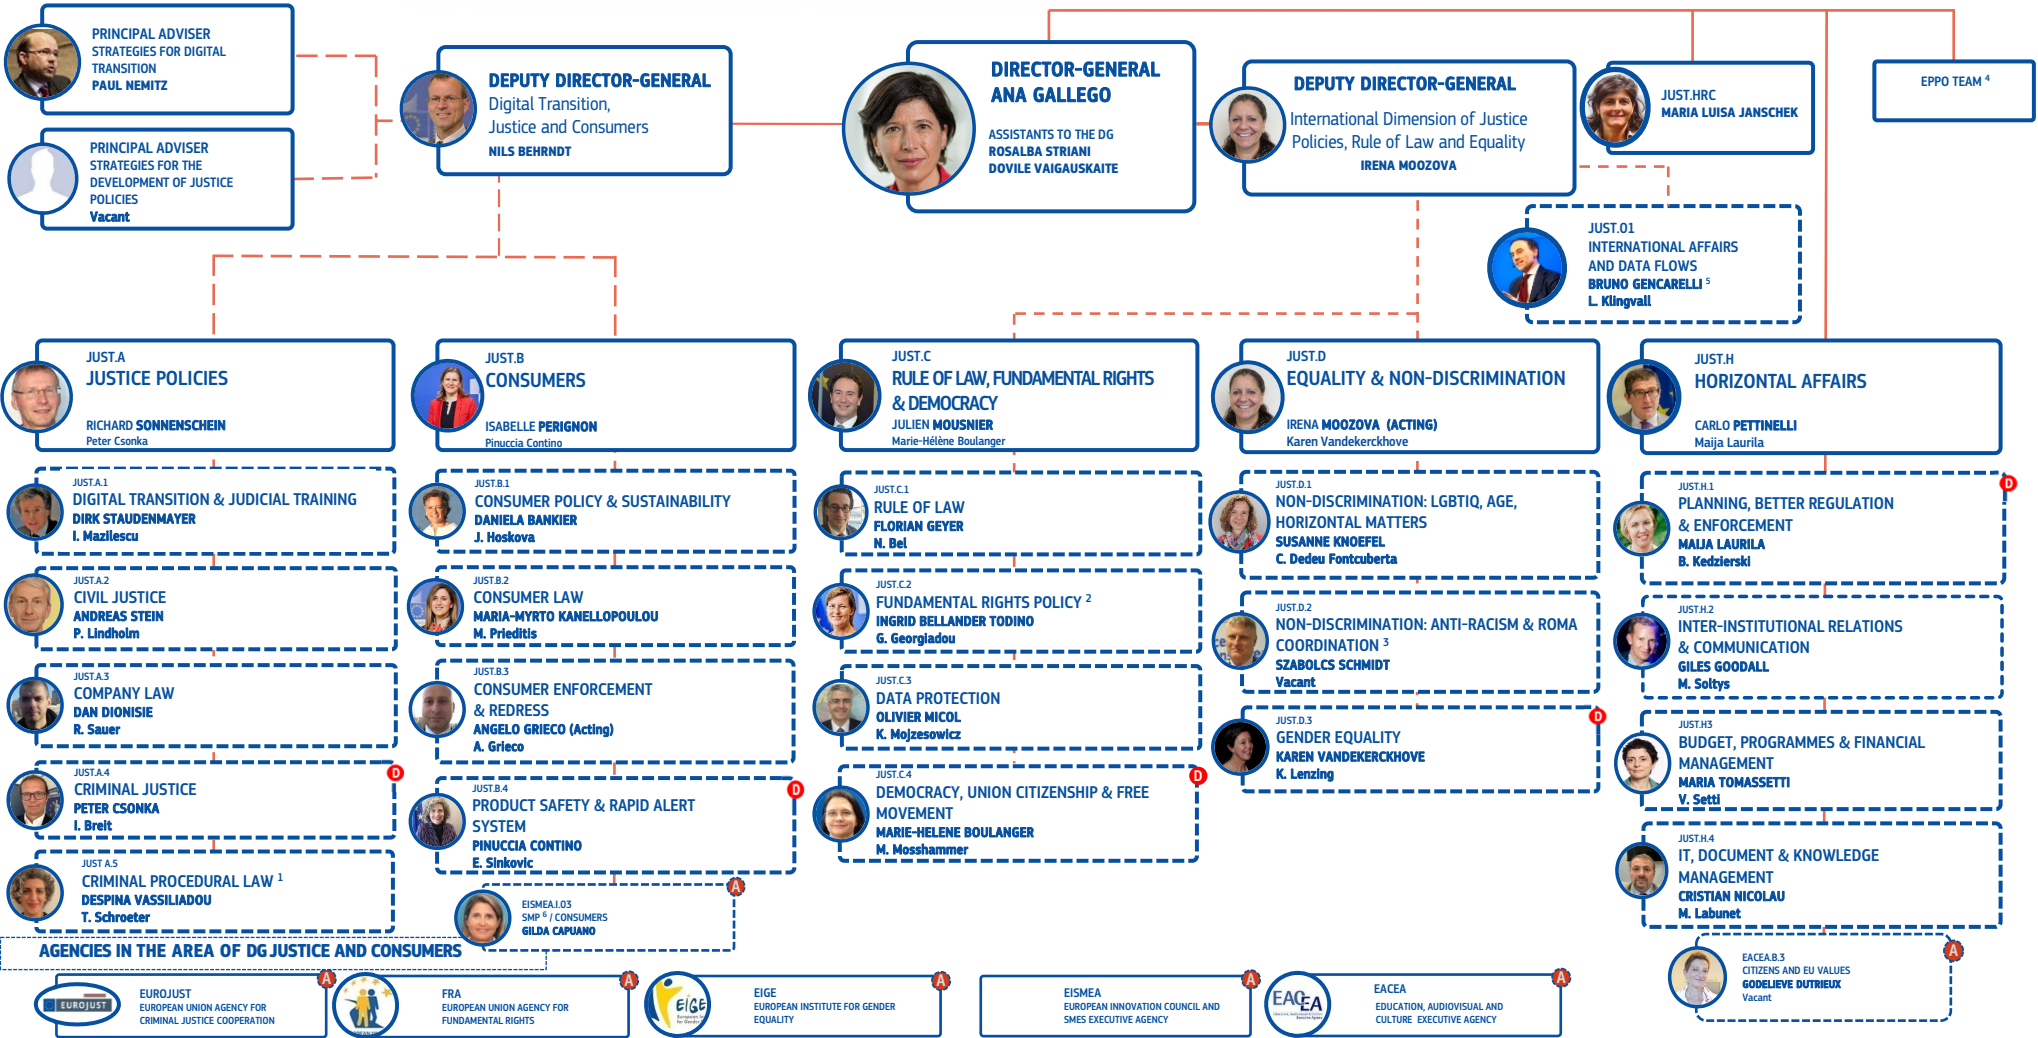 PRINCIPAL ADVISER
STRATEGIES FOR DIGITAL
TRANSITION
PAUL NEMITZ
PRINCIPAL ADVISER
STRATEGIES FOR THE
DEVELOPMENT OF JUSTICE
POLICIES
Vacant
DEPUTY DIRECTOR-GENERAL
Digital Transition,
Justice and Consumers
NILS BEHRNDT
DIRECTOR-GENERAL
ANA GALLEGO
ASSISTANTS TO THE DG
ROSALBA STRIANI
DOVILE VAIGAUSKAITE
DEPUTY DIRECTOR-GENERAL
International Dimension of Justice
Policies, Rule of Law and Equality
IRENA MOOZOVA
JUST.HRC
MARIA LUISA JANSCHEK
EPPO TEAM 4
JUST.01
INTERNATIONAL AFFAIRS
AND DATA FLOWS
BRUNO GENCARELLI 5
L. Klingvall
JUST.A
JUSTICE POLICIES
RICHARD SONNENSCHEIN
Peter Csonka
JUST.A.1
DIGITAL TRANSITION & JUDICIAL TRAINING
DIRK STAUDENMAYER
I. Mazilescu
JUST.A.2
CIVIL JUSTICE
ANDREAS STEIN
P. Lindholm
JUST.A.3
COMPANY LAW
DAN DIONISIE
R. Sauer
JUST.A.4
D
CRIMINAL JUSTICE
PETER CSONKA
I. Breit
JUST A.5
CRIMINAL PROCEDURAL LAW 1
DESPINA VASSILIADOU
T. Schroeter
JUST.B
CONSUMERS
ISABELLE PERIGNON
Pinuccia Contino
JUST.B.1
CONSUMER POLICY & SUSTAINABILITY
DANIELA BANKIER
J. Hoskova
JUST.B.2
CONSUMER LAW
MARIA-MYRTO KANELLOPOULOU
M. Prieditis
JUST.B.3
CONSUMER ENFORCEMENT
& REDRESS
ANGELO GRIECO (Acting)
A. Grieco
JUST.B.4
D
PRODUCT SAFETY & RAPID ALERT
SYSTEM
PINUCCIA CONTINO
E. Sinkovic
A
EISMEA.I.03
SMP 6 / CONSUMERS
GILDA CAPUANO
JUST.C
RULE OF LAW, FUNDAMENTAL RIGHTS
& DEMOCRACY
JULIEN MOUSNIER
Marie-Hélène Boulanger
JUST.C.1
RULE OF LAW
FLORIAN GEYER
N. Bel
JUST.C.2
FUNDAMENTAL RIGHTS POLICY 2
INGRID BELLANDER TODINO
G. Georgiadou
JUST.C.3
DATA PROTECTION
OLIVIER MICOL
K. Mojzesowicz
JUST.C.4
D
DEMOCRACY, UNION CITIZENSHIP & FREE
MOVEMENT
MARIE-HELENE BOULANGER
M. Mosshammer
JUST.D
EQUALITY & NON-DISCRIMINATION
IRENA MOOZOVA (ACTING)
Karen Vandekerckhove
JUST.D.1
NON-DISCRIMINATION: LGBTIQ, AGE,
HORIZONTAL MATTERS
SUSANNE KNOEFEL
C. Dedeu Fontcuberta
JUST.D.2
NON-DISCRIMINATION: ANTI-RACISM & ROMA
COORDINATION 3
SZABOLCS SCHMIDT
Vacant
JUST.D.3
D
GENDER EQUALITY
KAREN VANDEKERCKHOVE
K. Lenzing
JUST.H
HORIZONTAL AFFAIRS
CARLO PETTINELLI
Maija Laurila
JUST.H.1
D
PLANNING, BETTER REGULATION
& ENFORCEMENT
MAIJA LAURILA
B. Kedzierski
JUST.H.2
INTER-INSTITUTIONAL RELATIONS
& COMMUNICATION
GILES GOODALL
M. Soltys
JUST.H3
BUDGET, PROGRAMMES & FINANCIAL
MANAGEMENT
MARIA TOMASSETTI
V. Setti
JUST.H.4
IT, DOCUMENT & KNOWLEDGE
MANAGEMENT
CRISTIAN NICOLAU
M. Labunet
A
EACEA.B.3
CITIZENS AND EU VALUES
GODELIEVE DUTRIEUX
Vacant
AGENCIES IN THE AREA OF DG JUSTICE AND CONSUMERS
EUROJUST
A
EUROJUST
EUROPEAN UNION AGENCY FOR
CRIMINAL JUSTICE COOPERATION
A
FRA
EUROPEAN UNION AGENCY FOR
FUNDAMENTAL RIGHTS
EIGE
A
EIGE
EUROPEAN INSTITUTE FOR GENDER
EQUALITY
A
EISMEA
EUROPEAN INNOVATION COUNCIL AND
SMES EXECUTIVE AGENCY
EACEA
A
EACEA
EDUCATION, AUDIOVISUAL AND
CULTURE EXECUTIVE AGENCY